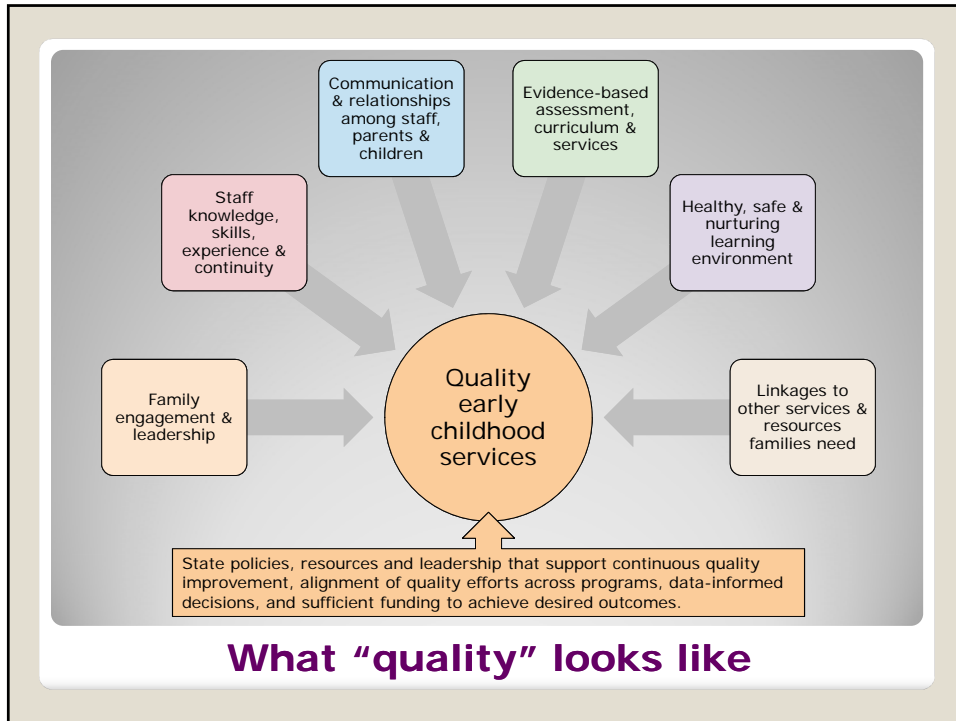 Communication
& relationships
among staff,
parents &
children
Evidence-based
assessment,
curriculum &
services
Staff
knowledge,
skills,
experience &
continuity
Healthy, safe &
nurturing
learning
environment
Family
engagement &
leadership
Quality
early
childhood
services
Linkages to
other services &
resources
families need
State policies, resources and leadership that support continuous quality
improvement, alignment of quality efforts across programs, data-informed
decisions, and sufficient funding to achieve desired outcomes.
What “quality” looks like